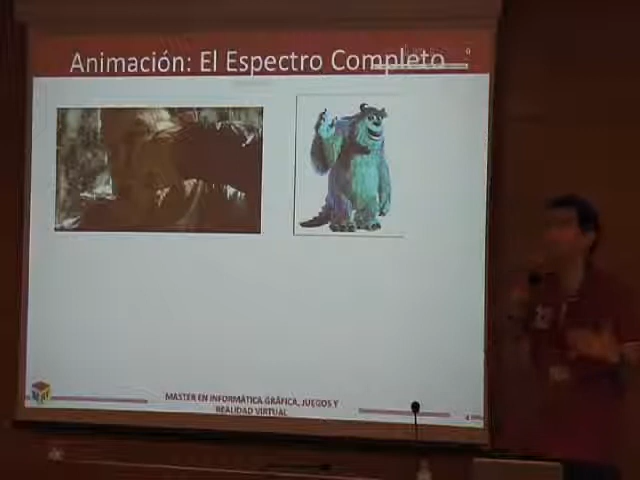 Animación: El Espectro Completo
MASTER EN INFORMÁTICA GRÁFICA, JUEGOS Y
REALIDAD VIRTUAL